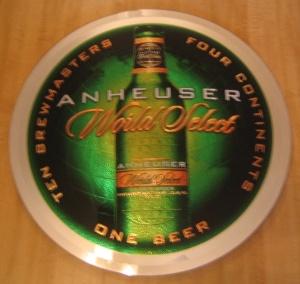 TEN BREWMASTERS
FOUR CONTINENTS
ANHEUSER
World Select
ANHEUSER
World Select
ONE BEER